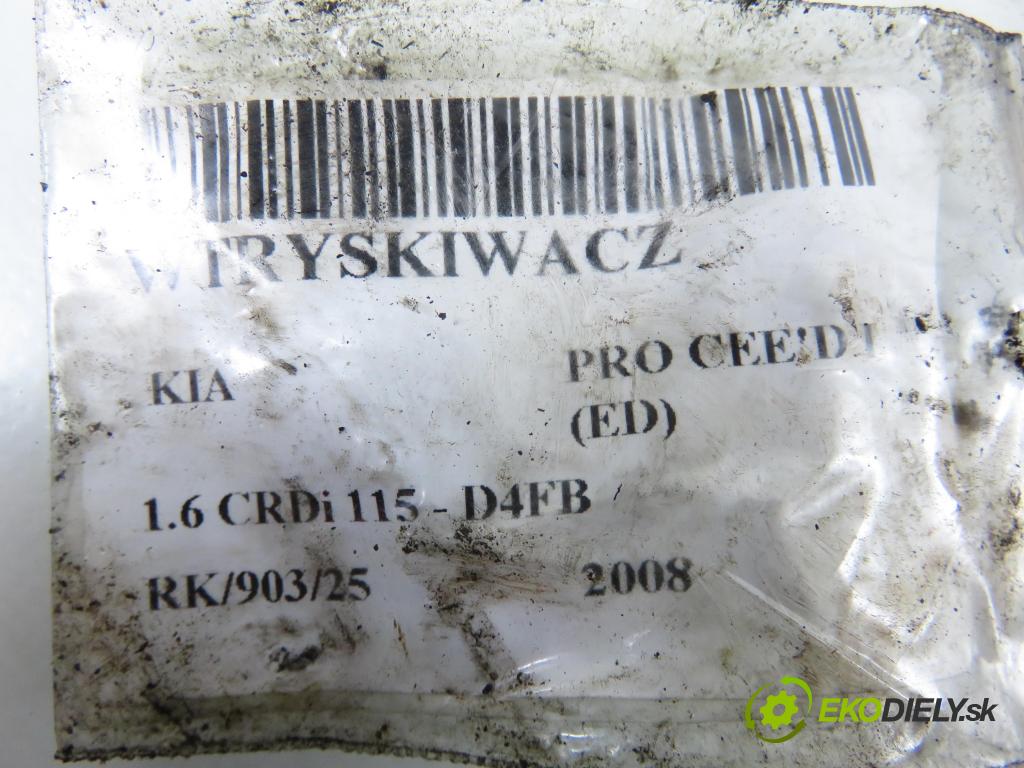 WTRYSKIWACZ
KIA
PRO CEE'D I
(ED)
1.6 CRDi 115 - D4FB
RK/903/25
2008
EKODIELY.sk